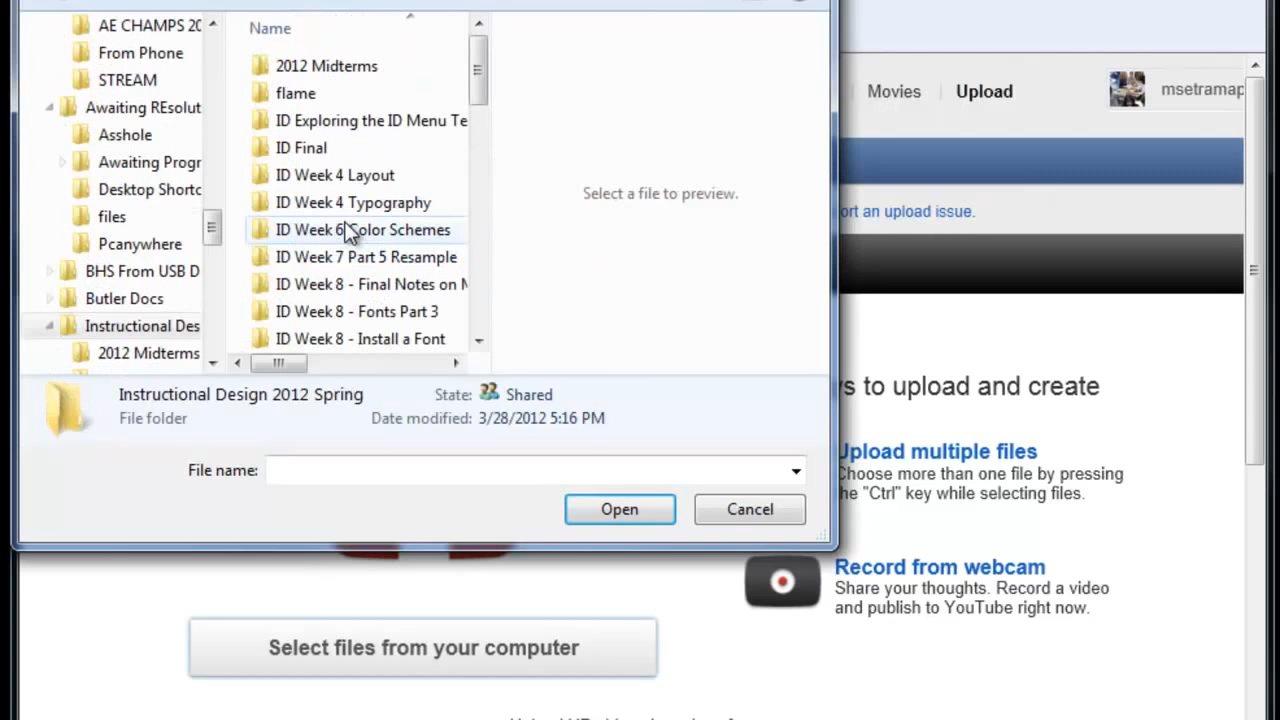 AE CHAMPS 20
From Phone
STREAM
Awaiting REsolut
Asshole
Awaiting Progr
Desktop Shortc
files
Pcanywhere
BHS From USB D
Butler Docs
Instructional Des
2012 Midterms
Name
2012 Midterms
flame
ID Exploring the ID Menu Te
ID Final
ID Week 4 Layout
ID Week 4 Typography
ID Week 6 Color Schemes
ID Week 7 Part 5 Resample
ID Week 8 - Final Notes on M
ID Week 8 - Fonts Part 3
ID Week 8 - Install a Font
Select a file to preview.
Instructional Design 2012 Spring
File folder
State: Shared
Date modified: 3/28/2012 5:16 PM
File name:
Open
Cancel
Movies
Upload
msetramap
ort an upload issue.
ys to upload and create
Upload multiple files
Choose more than one file by pressing
the "Ctrl" key while selecting files.
Record from webcam
Share your thoughts. Record a video
and publish to YouTube right now.
Select files from your computer